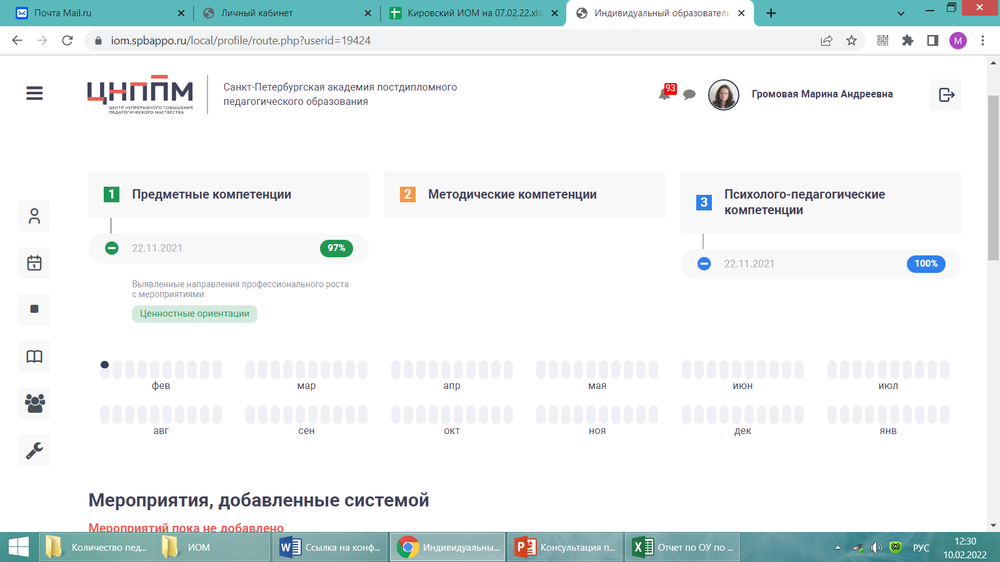 Почта Mail.ru
Личный кабинет
Кировский ИОМ на 07.02.22.xlsx
Индивидуальный образователь
iom.spbappo.ru/local/profile/route.php?userid=19424
M
ЦНППМ
ЦЕНТР НЕПРЕРЫВНОГО ПОВЫШЕНИЯ
ПЕДАГОГИЧЕСКОГО МАСТЕРСТВА
Санкт-Петербургская академия постдипломного
педагогического образования
93
Громовая Марина Андреевна
1 Предметные компетенции
22.11.2021 97%
Выявленные направления профессионального роста
с мероприятиями:
Ценностные ориентации
2 Методические компетенции
3 Психолого-педагогические
компетенции
22.11.2021 100%
фев мар апр мая июн июл
авг сен окт ноя дек янв
Мероприятия, добавленные системой
Мероприятий пока не добавлено
Количество пед...
ИОМ
Ссылка на конф...
Индивидуальны...
Консультация п...
Отчет по ОУ по ...
РУС
12:30
10.02.2022